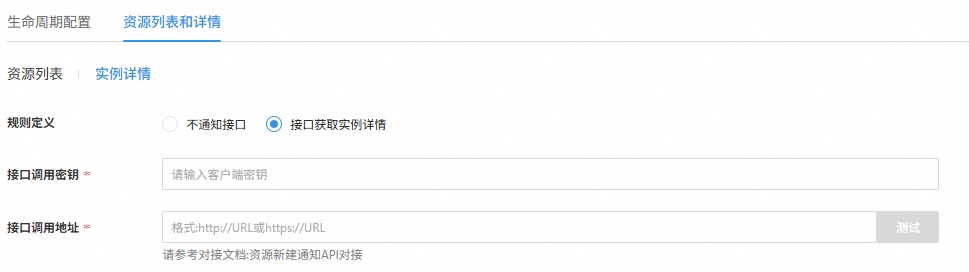 生命周期配置 资源列表和详情
资源列表 实例详情
规则定义 不通知接口 接口获取实例详情
接口调用密钥 * 请输入客户端密钥
接口调用地址 * 格式:http://URL或https://URL 测试
请参考对接文档:资源新建通知API对接